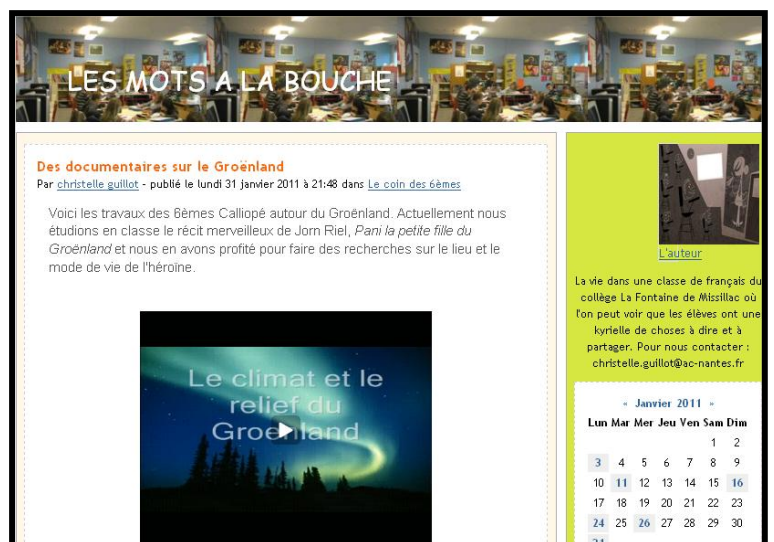 LES MOTS A LA BOUCHE
Des documentaires sur le Groënland
Par christelle guillot - publié le lundi 31 janvier 2011 à 21:48 dans Le coin des 6èmes
Voici les travaux des 6èmes Calliopé autour du Groënland. Actuellement nous
étudions en classe le récit merveilleux de Jorn Riel, Pani la petite fille du
Groënland et nous en avons profité pour faire des recherches sur le lieu et le
mode de vie de l'héroïne.
Le climat et le
relief du
Groenland
L'auteur
La vie dans une classe de français du
collège La Fontaine de Missillac où
l'on peut voir que les élèves ont une
kyrielle de choses à dire et à
partager. Pour nous contacter :
christelle.guillot@ac-nantes.fr
« Janvier 2011 »
Lun Mar Mer Jeu Ven Sam Dim
1 2
3 4 5 6 7 8 9
10 11 12 13 14 15 16
17 18 19 20 21 22 23
24 25 26 27 28 29 30